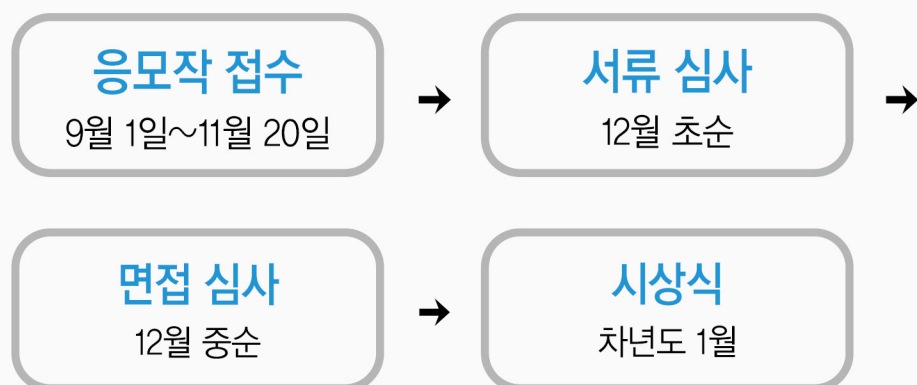 응모작 접수
9월 1일~11월 20일
→
서류 심사
12월 초순
→
면접 심사
12월 중순
→
시상식
차년도 1월